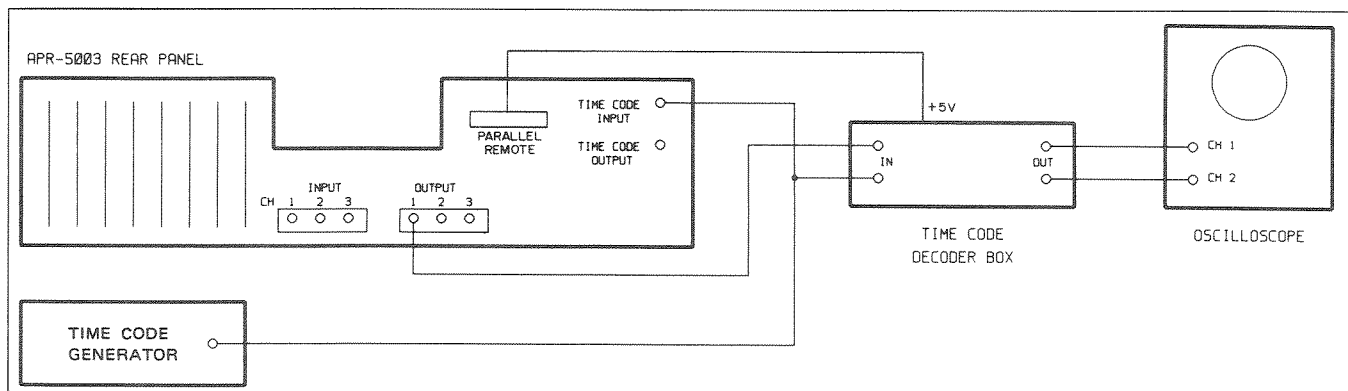 APR-5003 REAR PANEL
TIME CODE
INPUT
PARALLEL
REMOTE
TIME CODE
OUTPUT
INPUT
CH 1 2 3
OUTPUT
1 2 3
+5V
IN
OUT
TIME CODE
DECODER BOX
CH 1
CH 2
OSCILLOSCOPE
TIME CODE
GENERATOR